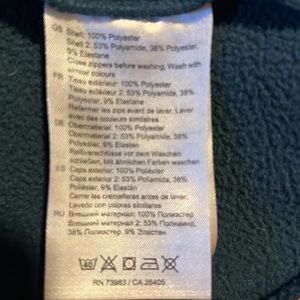 GB Shell: 100% Polyester
Shell 2: 53% Polyamide, 38% Polyester,
9% Elastane
Close zippers before washing. Wash with
similar colours
FR Tissu extérieur: 100% Polyester
Tissu extérieur 2: 53% Polyamide, 38%
Polyester, 9% Elastane
Refermer les zips avant de laver. Laver
avec des couleurs similaires
DE Obermaterial: 100% Polyester
Obermaterial 2: 53% Polyamid, 38%
Polyester, 9% Elastan
Reißverschlüsse vor dem Waschen
schließen. Mit ähnlichen Farben waschen
ES Capa exterior: 100% Poliéster
Capa exterior 2: 53% Poliamida, 38%
Poliéster, 9% Elastán
Cerrar las cremalleras antes de lavar.
Lavado con colores similares
RU Внешний материал: 100% Полиэстер
Внешний материал 2: 53% Полиамид,
38% Полиэстер, 9% Эластан
40
RN 73983 / CA 26405